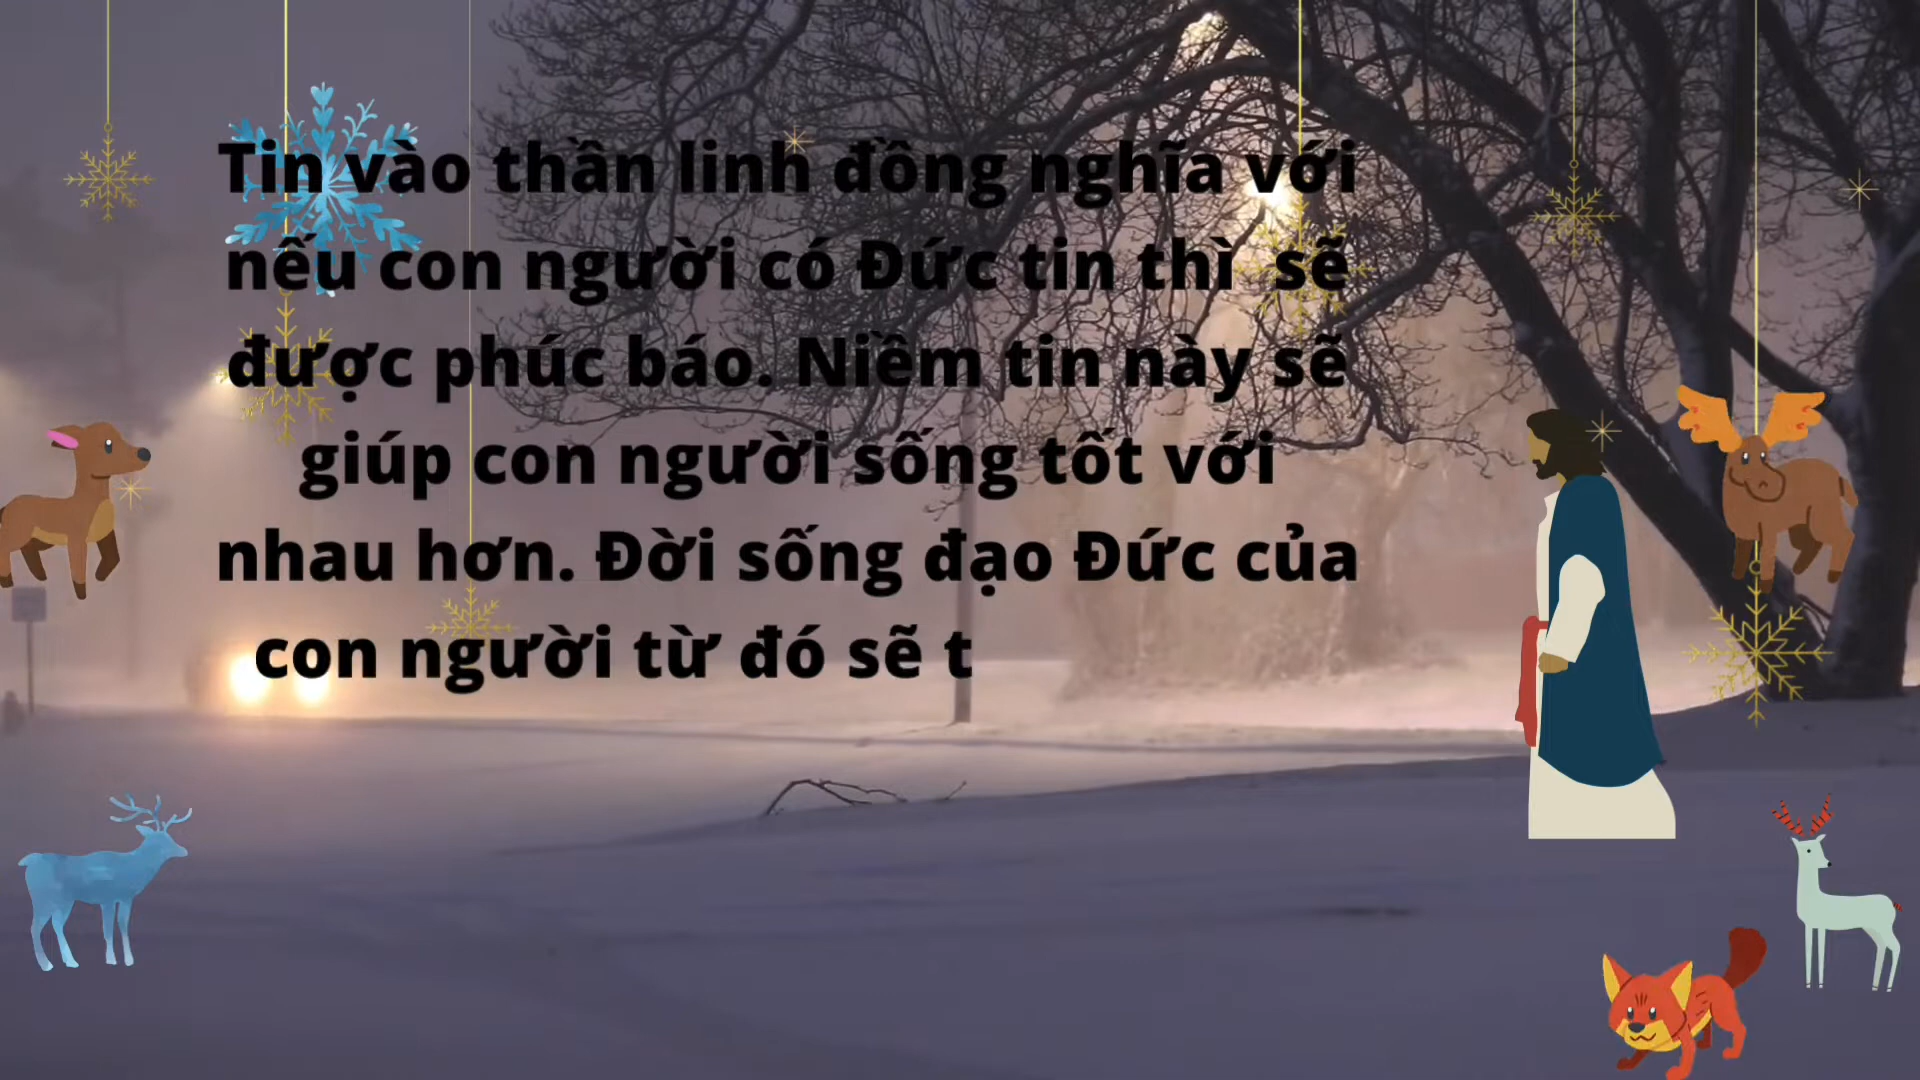 Tin vào thần linh đồng nghĩa với
nếu con người có Đức tin thì sẽ
được phúc báo. Niềm tin này sẽ
giúp con người sống tốt với
nhau hơn. Đời sống đạo Đức của
con người từ đó sẽ t